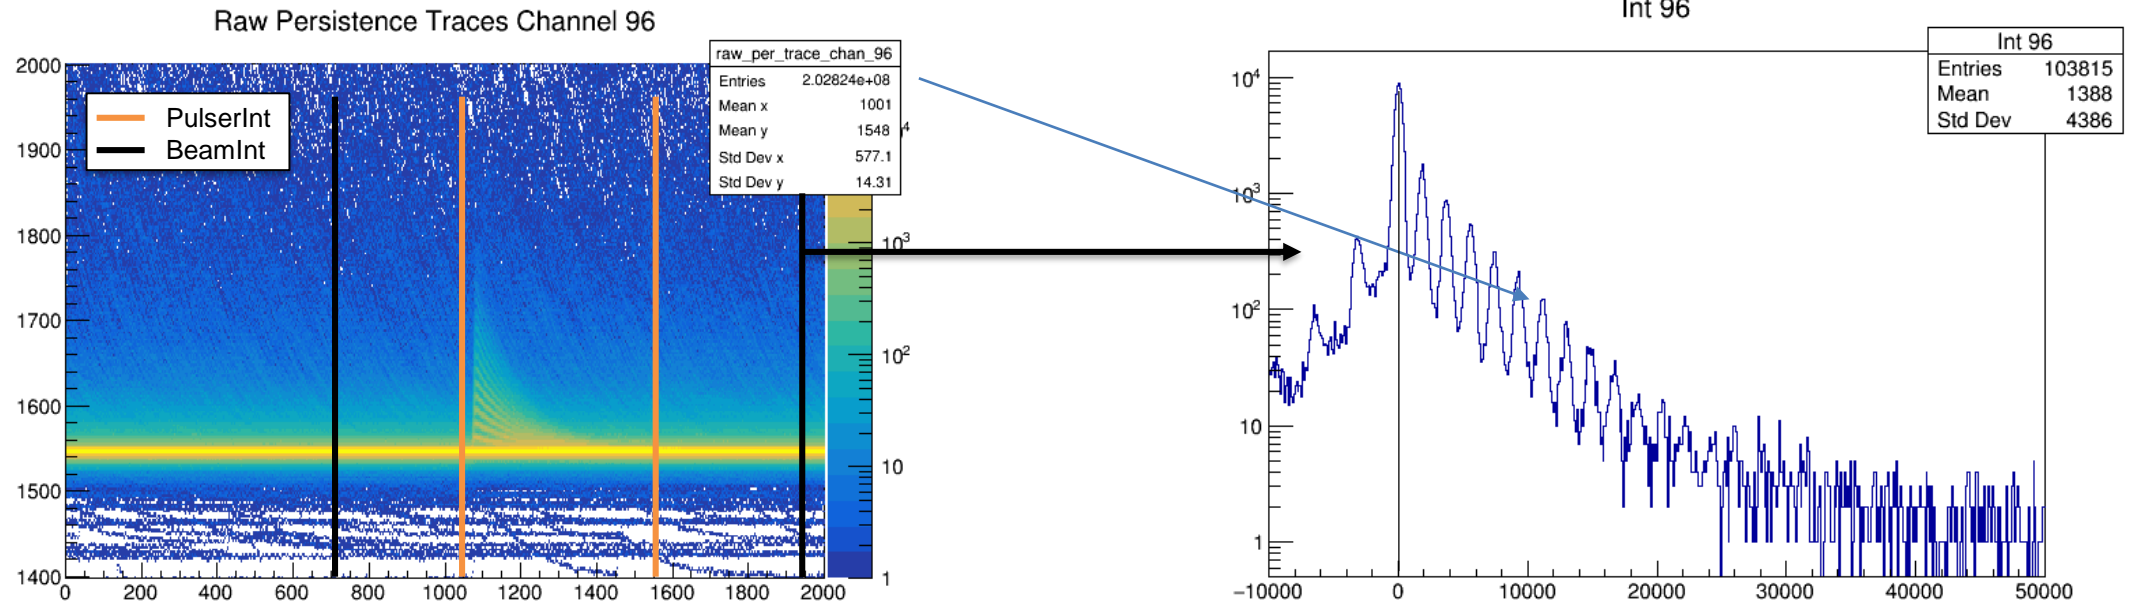 Raw Persistence Traces Channel 96
raw_per_trace_chan_96
Entries 2.02824e+08
Mean x 1001
Mean y 1548
Std Dev x 577.1
Std Dev y 14.31
PulserInt
BeamInt
2000
1900
1800
1700
1600
1500
1400
0 200 400 600 800 1000 1200 1400 1600 1800 2000
4
10³
10²
10
1
Int 96
Int 96
Entries 103815
Mean 1388
Std Dev 4386
10⁴
10³
10²
10
1
−10000 0 10000 20000 30000 40000 50000